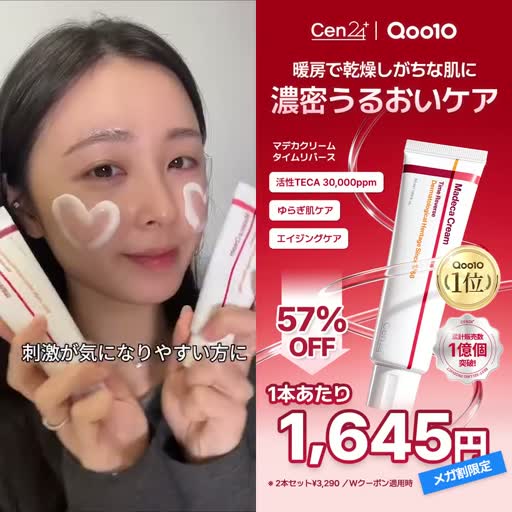 刺激が気になりやすい方に
Cen24+ | Qoo10
暖房で乾燥しがちな肌に
濃密うるおいケア
マデカクリーム
タイムリバース
活性TECA 30,000ppm
ゆらぎ肌ケア
エイジングケア
Madeca Cream
Time Reverse
Qoo10
1位
累計販売数
1億個
突破!
57%
OFF
1本あたり
1,645円
メガ割限定
※ 2本セット¥3,290 ／Wクーポン適用時